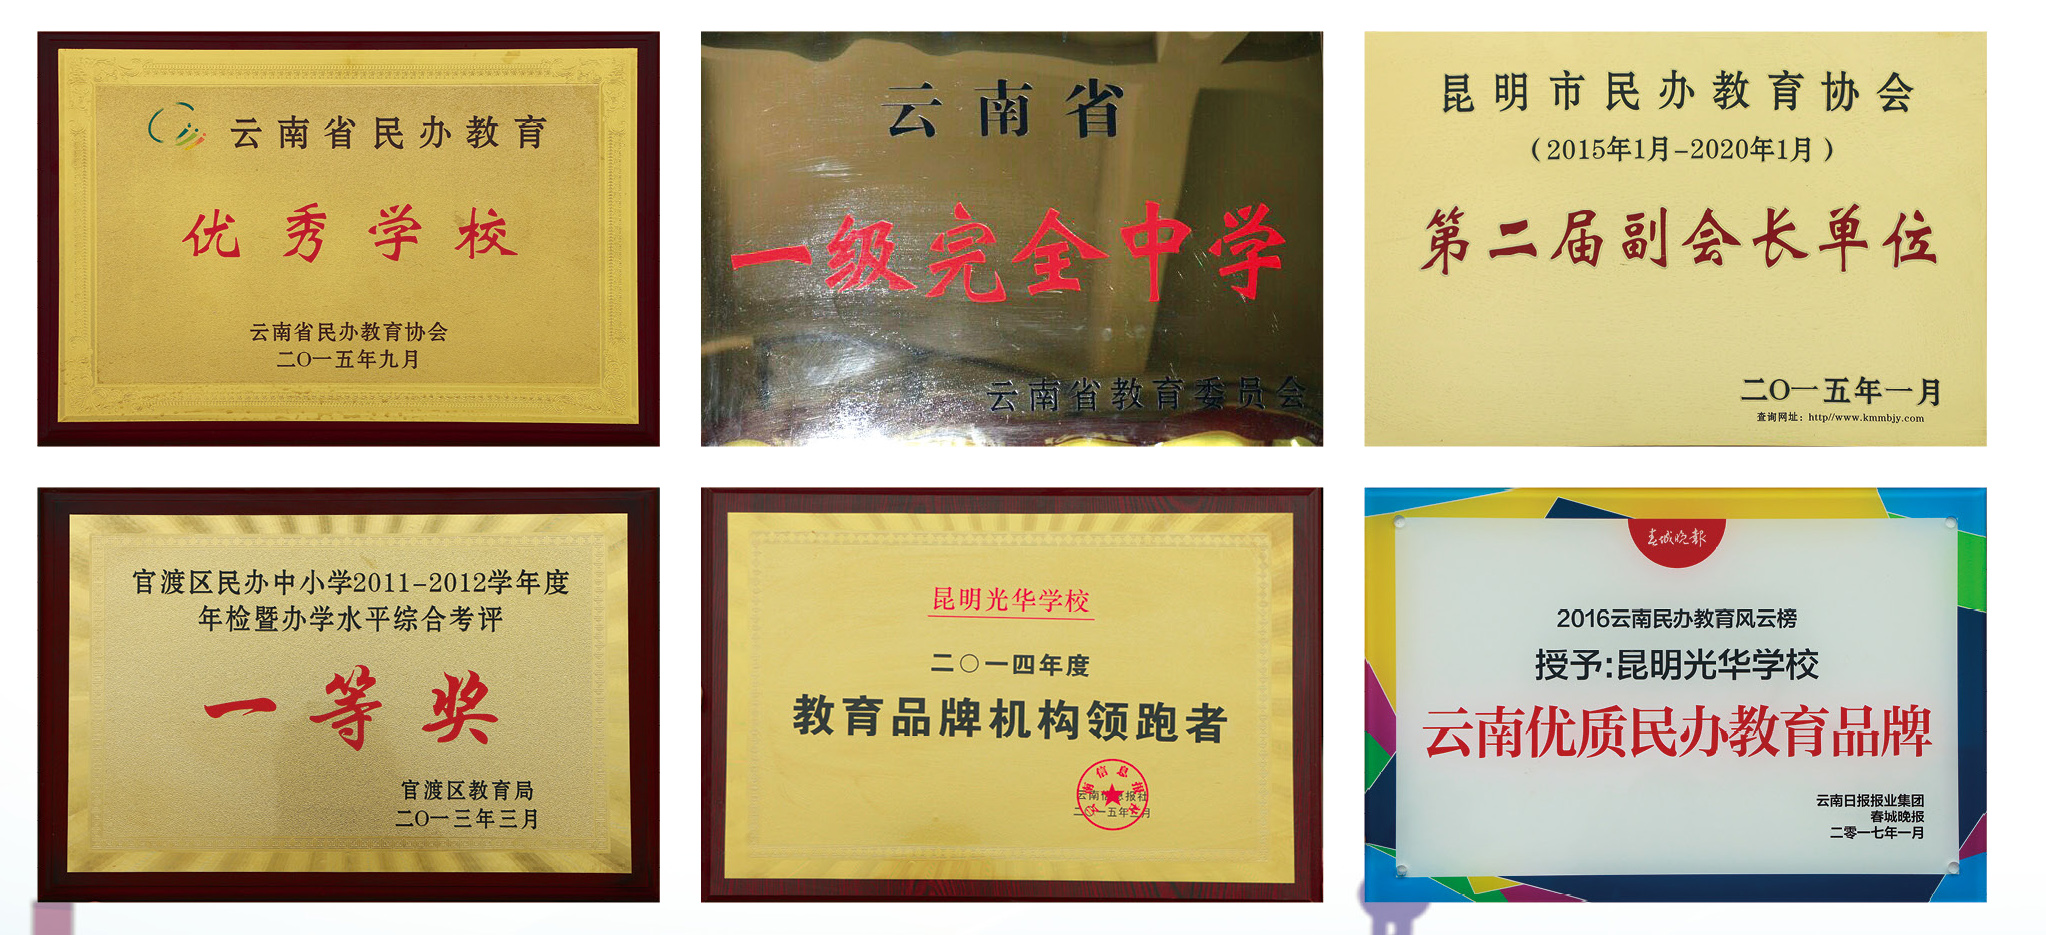 云南省民办教育
优秀学校
云南省民办教育协会
二〇一五年九月
云南省
一级完全中学
云南省教育委员会
昆明市民办教育协会
（2015年1月-2020年1月）
第二届副会长单位
二〇一五年一月
查询网址：http//www.kmmbjy.com
官渡区民办中小学2011-2012学年度
年检暨办学水平综合考评
一等奖
官渡区教育局
二〇一三年三月
昆明光华学校
二〇一四年度
教育品牌机构领跑者
云南信息报社
春城晚報
2016云南民办教育风云榜
授予:昆明光华学校
云南优质民办教育品牌
云南日报报业集团
春城晚报
二零一七年一月